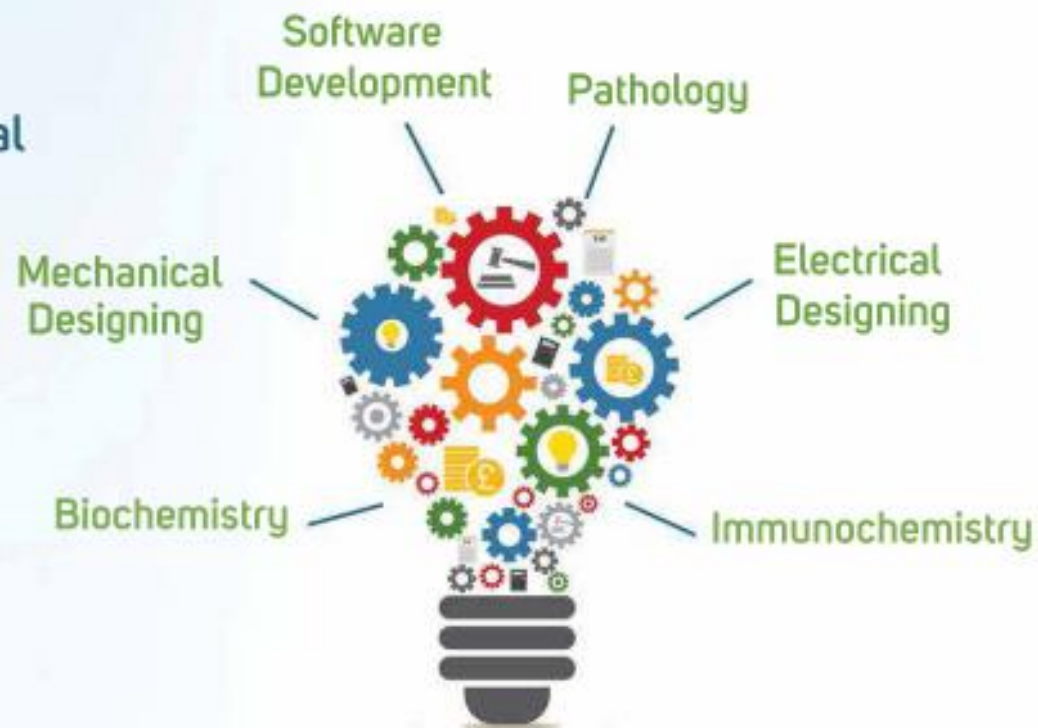 Software
Development
Pathology
al
Mechanical
Designing
Electrical
Designing
Biochemistry
Immunochemistry